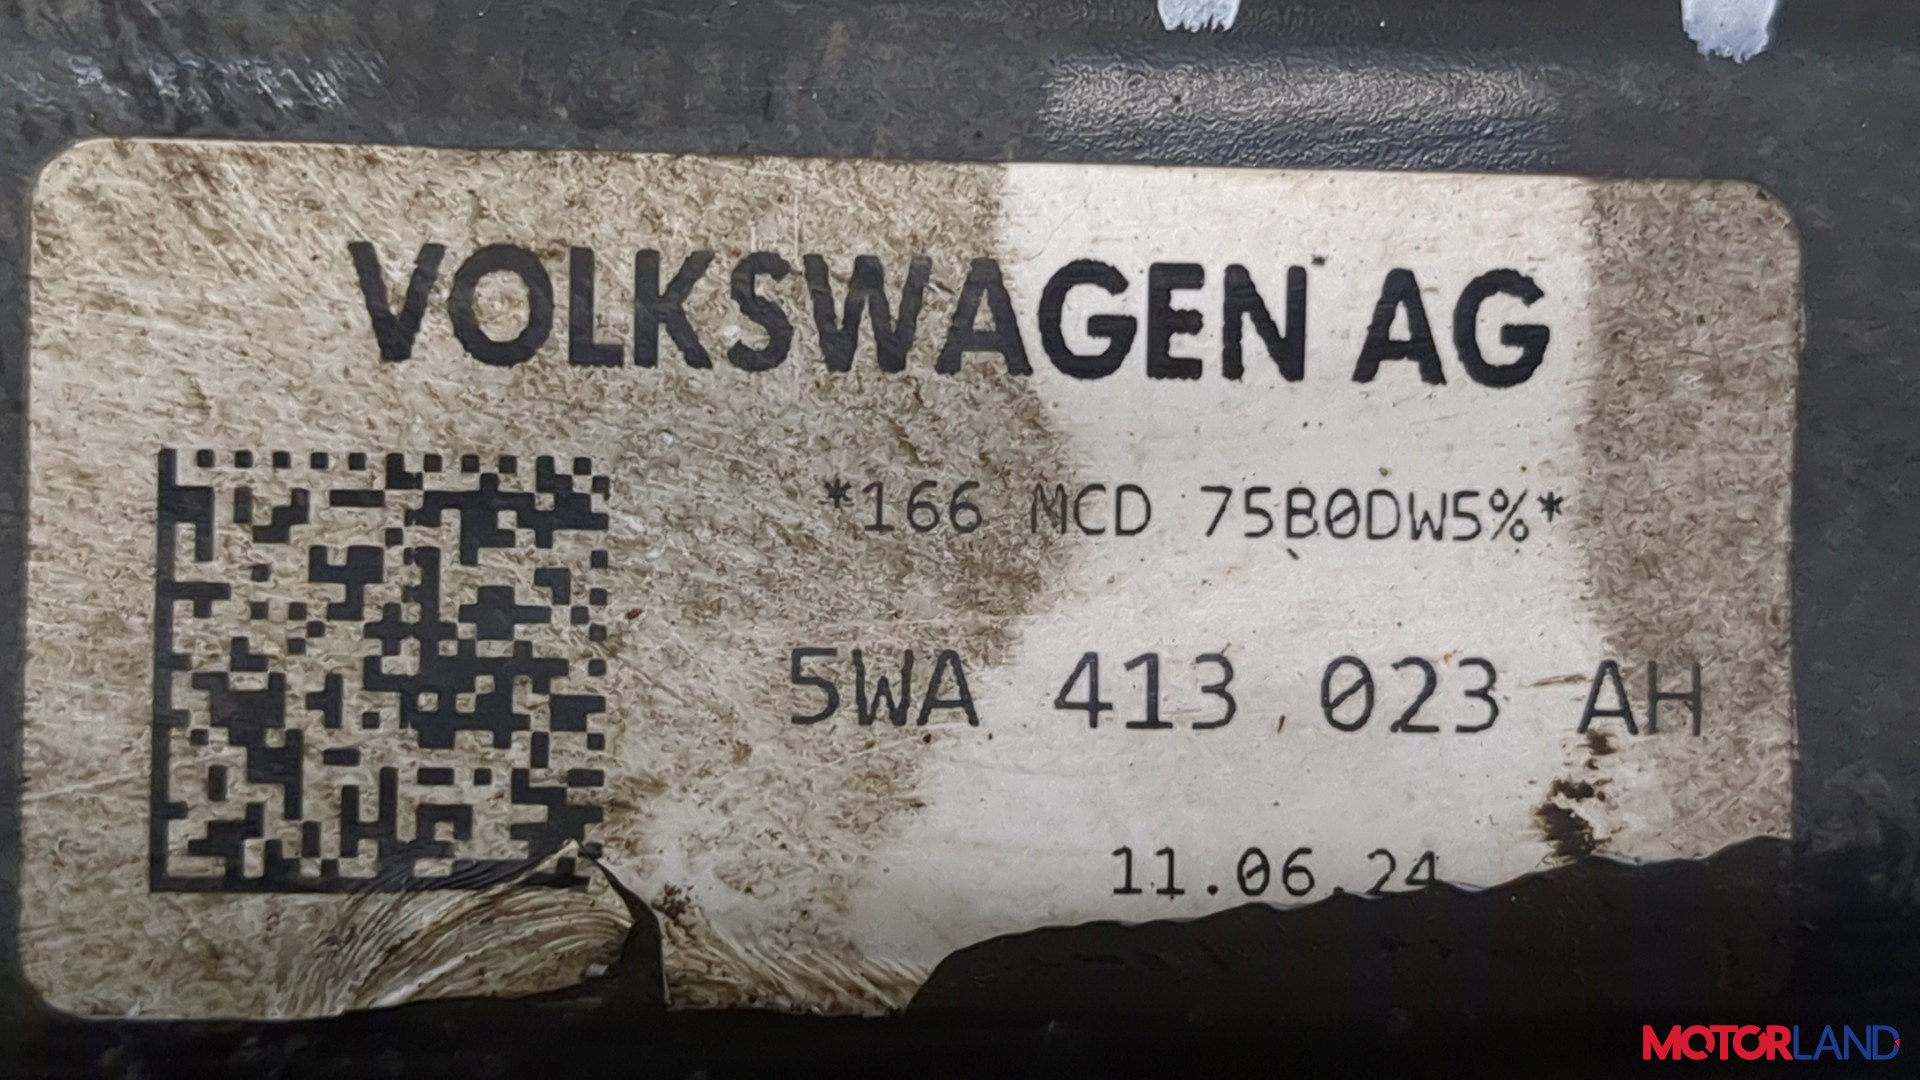 VOLKSWAGEN AG
*166 MCD 75B0DW5%*
5WA 413 023 AH
11.06.24
MOTORLAND